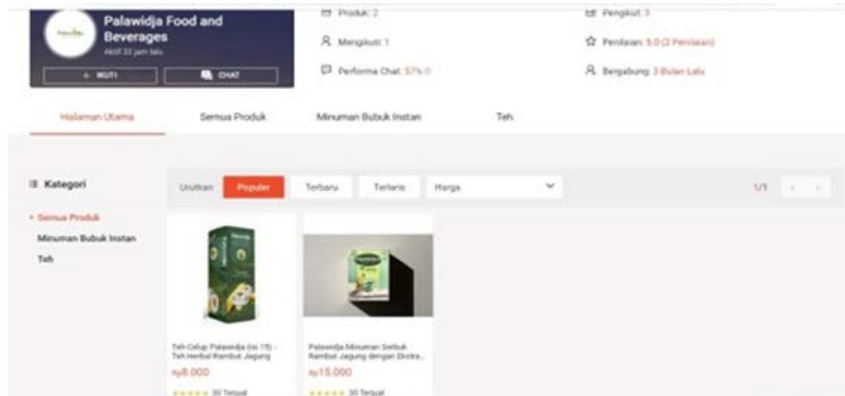 Palawidja Food and
Beverages
Aktif 33 jam lalu
+ IKUTI
CHAT
Produk: 2
Mengikuti: 1
Performa Chat: 57%
Pengikut: 3
Penilaian: 5.0 (2 Penilaian)
Bergabung: 3 Bulan Lalu
Halaman Utama
Semua Produk
Minuman Bubuk Instan
Teh
Kategori
Semua Produk
Minuman Bubuk Instan
Teh
Urutkan
Populer
Terbaru
Terlaris
Harga
1/1
Teh Celup Palawidja (isi 15) -
Teh Herbal Rambut Jagung
Rp8.000
30 Terjual
Palawidja Minuman Serbuk
Rambut Jagung dengan Ekstra...
Rp15.000
30 Terjual